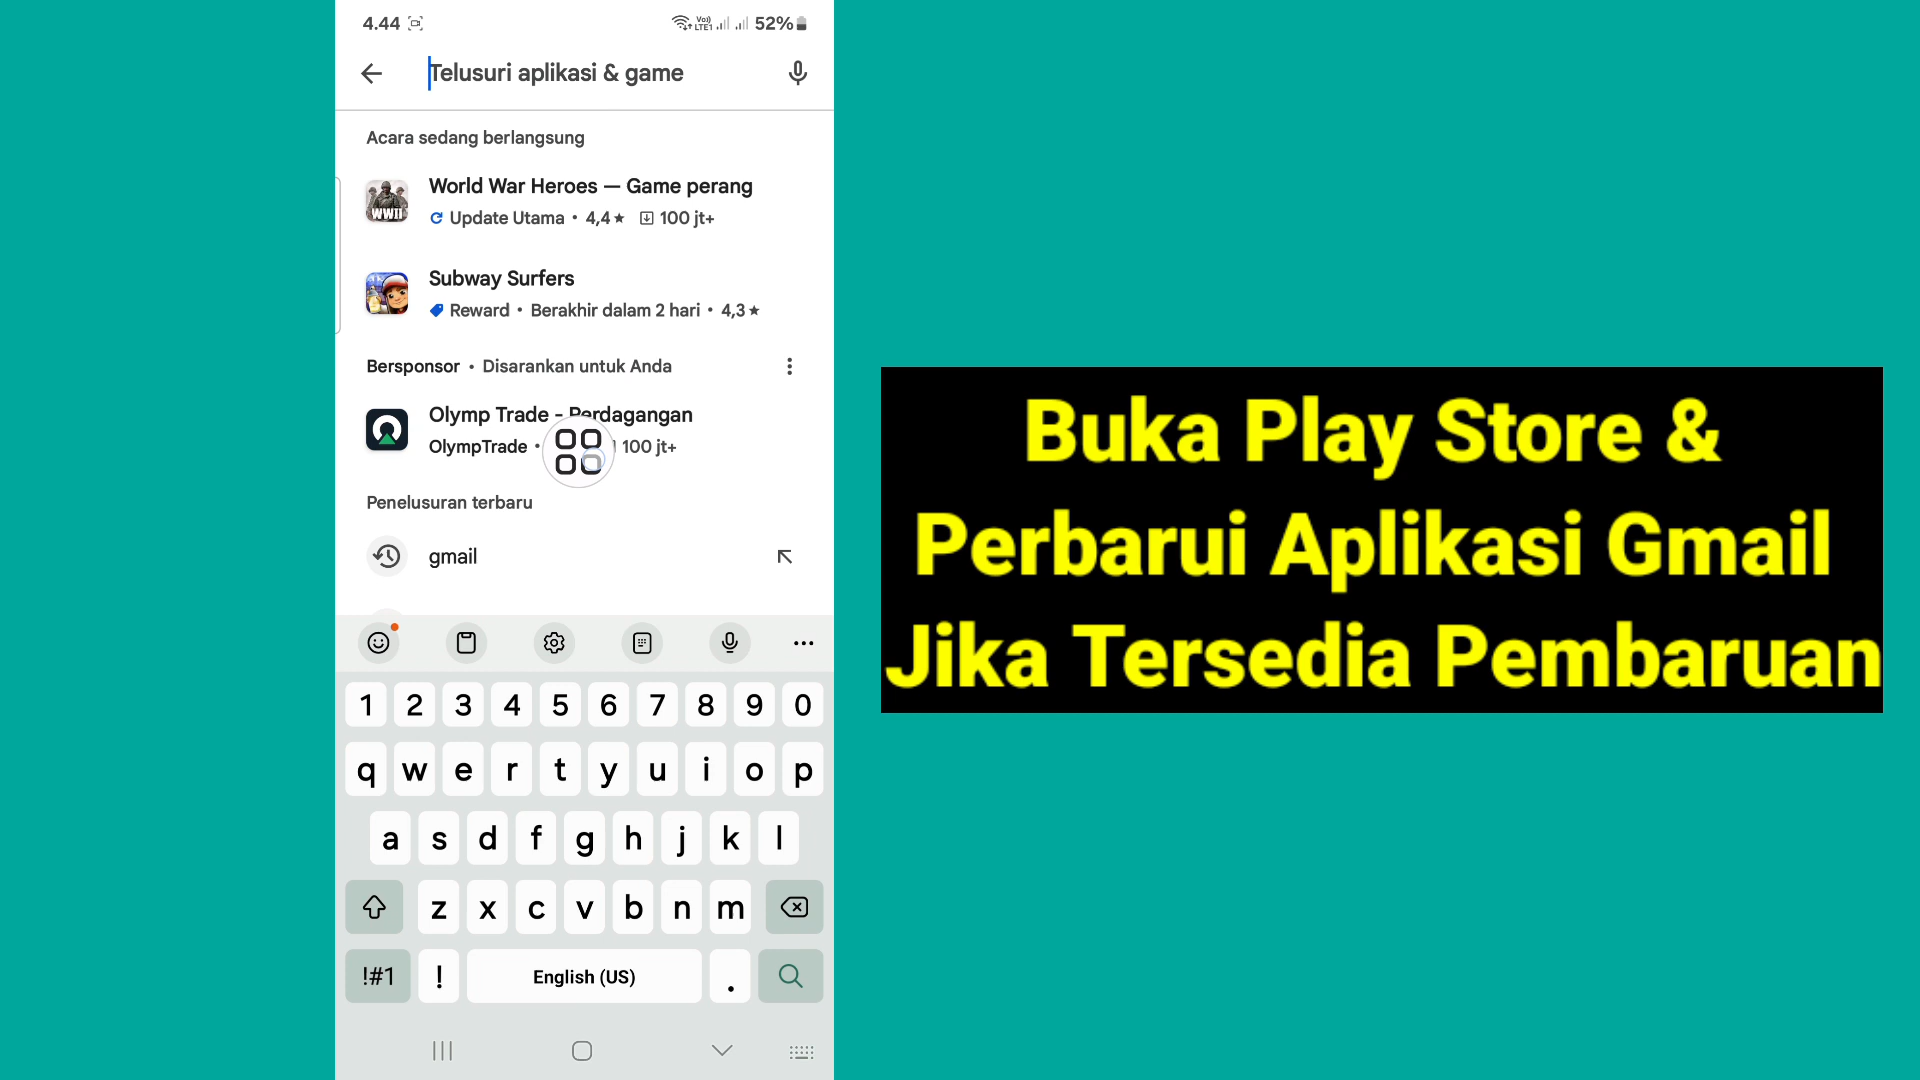 4.44
Vo)) LTE1 52%
Telusuri aplikasi & game
Acara sedang berlangsung
WWII
World War Heroes — Game perang
Update Utama • 4,4★ 100 jt+
Subway Surfers
Reward • Berakhir dalam 2 hari • 4,3★
Bersponsor • Disarankan untuk Anda
Olymp Trade - Perdagangan
OlympTrade • 100 jt+
Penelusuran terbaru
gmail
1 2 3 4 5 6 7 8 9 0
q w e r t y u i o p
a s d f g h j k l
z x c v b n m
!#1 ! English (US) .
Buka Play Store &
Perbarui Aplikasi Gmail
Jika Tersedia Pembaruan